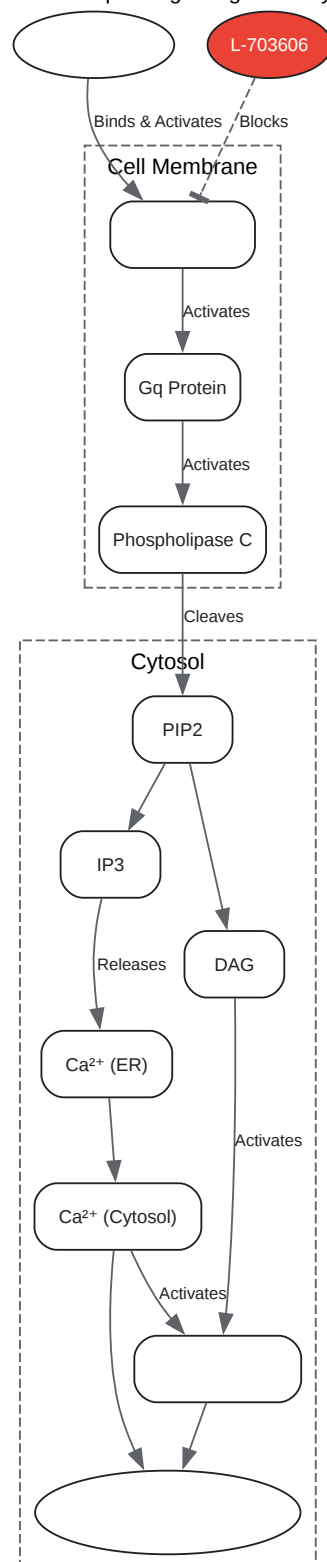 L-703606
Binds & Activates
Blocks
Cell Membrane
Activates
Gq Protein
Activates
Phospholipase C
Cleaves
Cytosol
PIP2
IP3
Releases
DAG
Ca²⁺ (ER)
Activates
Ca²⁺ (Cytosol)
Activates